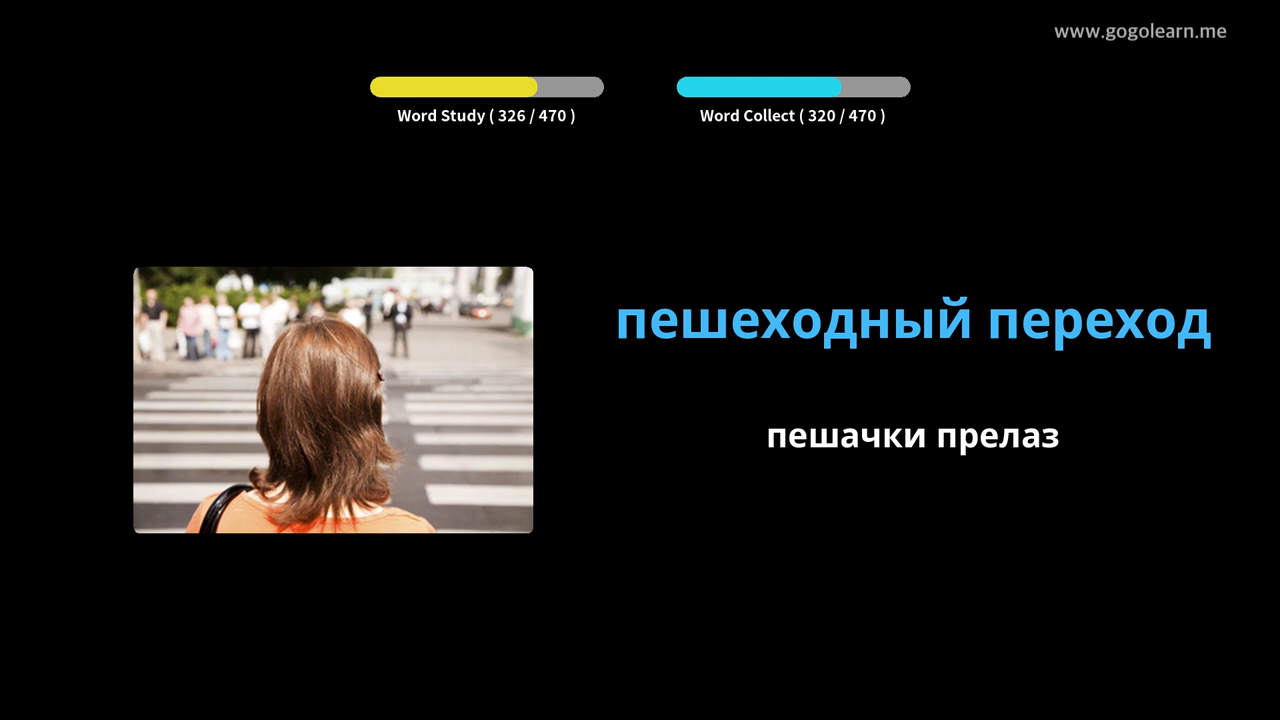 www.gogolearn.me
Word Study ( 326 / 470 )
Word Collect ( 320 / 470 )
пешеходный переход
пешачки прелаз